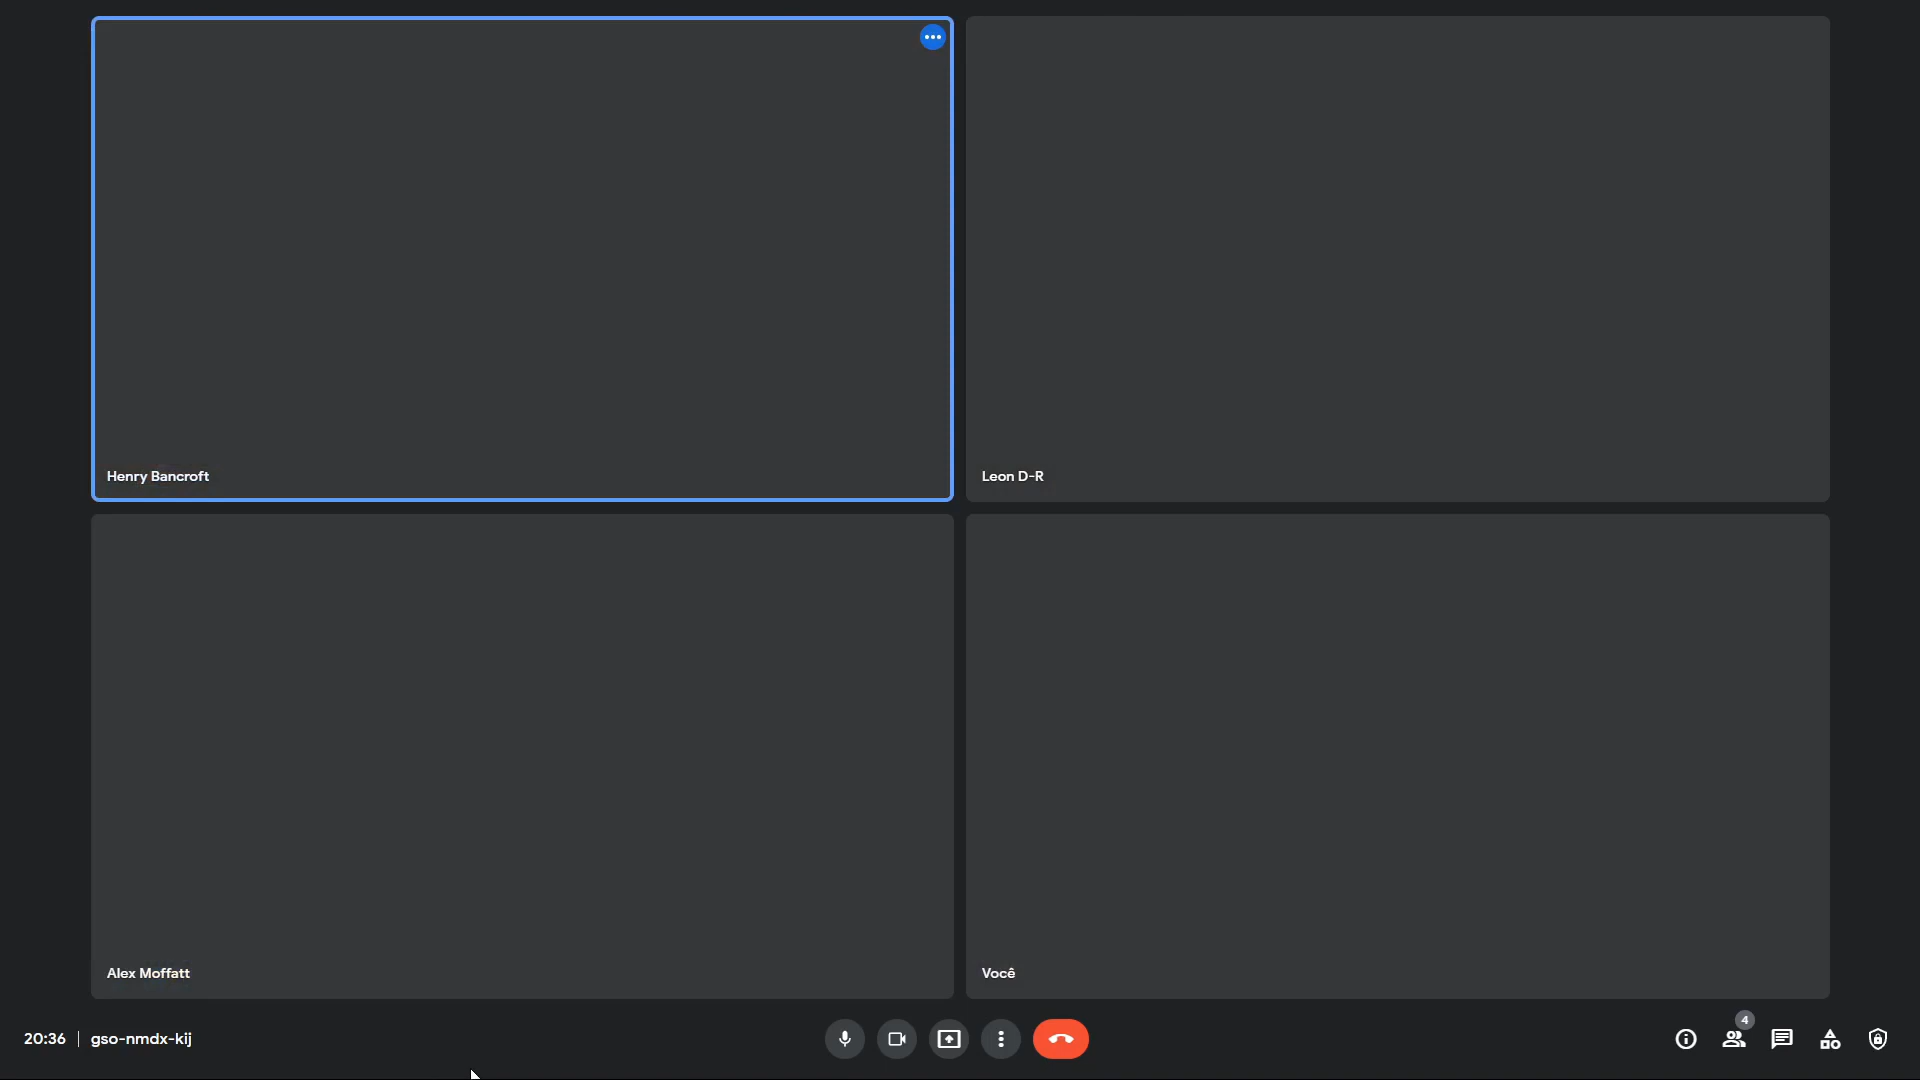 Henry Bancroft
Leon D-R
Alex Moffatt
Você
4
20:36 | gso-nmdx-kij